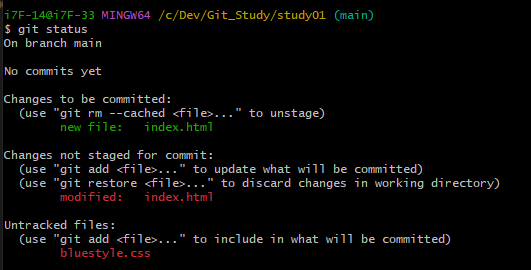 i7F-14@i7F-33 MINGW64 /c/Dev/Git_Study/study01 (main)
$ git status
On branch main
No commits yet
Changes to be committed:
(use "git rm --cached <file>..." to unstage)
new file: index.html
Changes not staged for commit:
(use "git add <file>..." to update what will be committed)
(use "git restore <file>..." to discard changes in working directory)
modified: index.html
Untracked files:
(use "git add <file>..." to include in what will be committed)
bluestyle.css